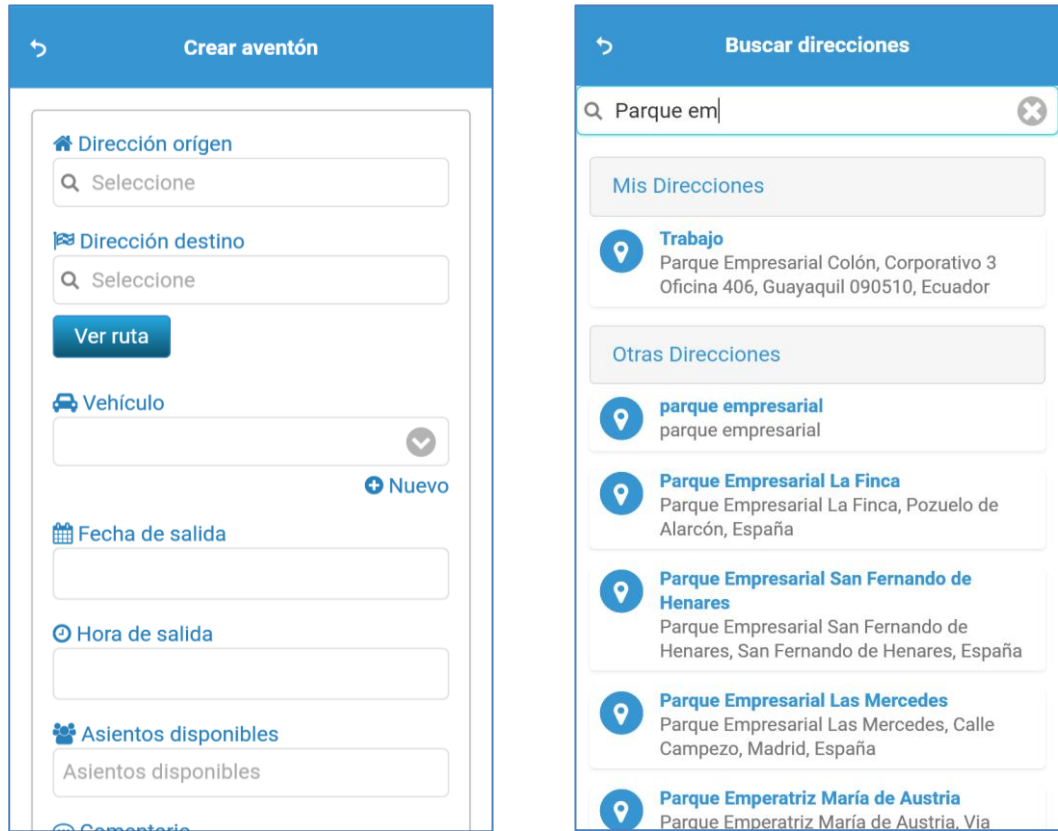 Crear aventón
Dirección orígen
Seleccione
Dirección destino
Seleccione
Ver ruta
Vehículo
Nuevo
Fecha de salida
Hora de salida
Asientos disponibles
Asientos disponibles
Comentario
Buscar direcciones
Parque em
Mis Direcciones
Trabajo
Parque Empresarial Colón, Corporativo 3
Oficina 406, Guayaquil 090510, Ecuador
Otras Direcciones
parque empresarial
parque empresarial
Parque Empresarial La Finca
Parque Empresarial La Finca, Pozuelo de
Alarcón, España
Parque Empresarial San Fernando de
Henares
Parque Empresarial San Fernando de
Henares, San Fernando de Henares, España
Parque Empresarial Las Mercedes
Parque Empresarial Las Mercedes, Calle
Campezo, Madrid, España
Parque Emperatriz María de Austria
Parque Emperatriz María de Austria, Via